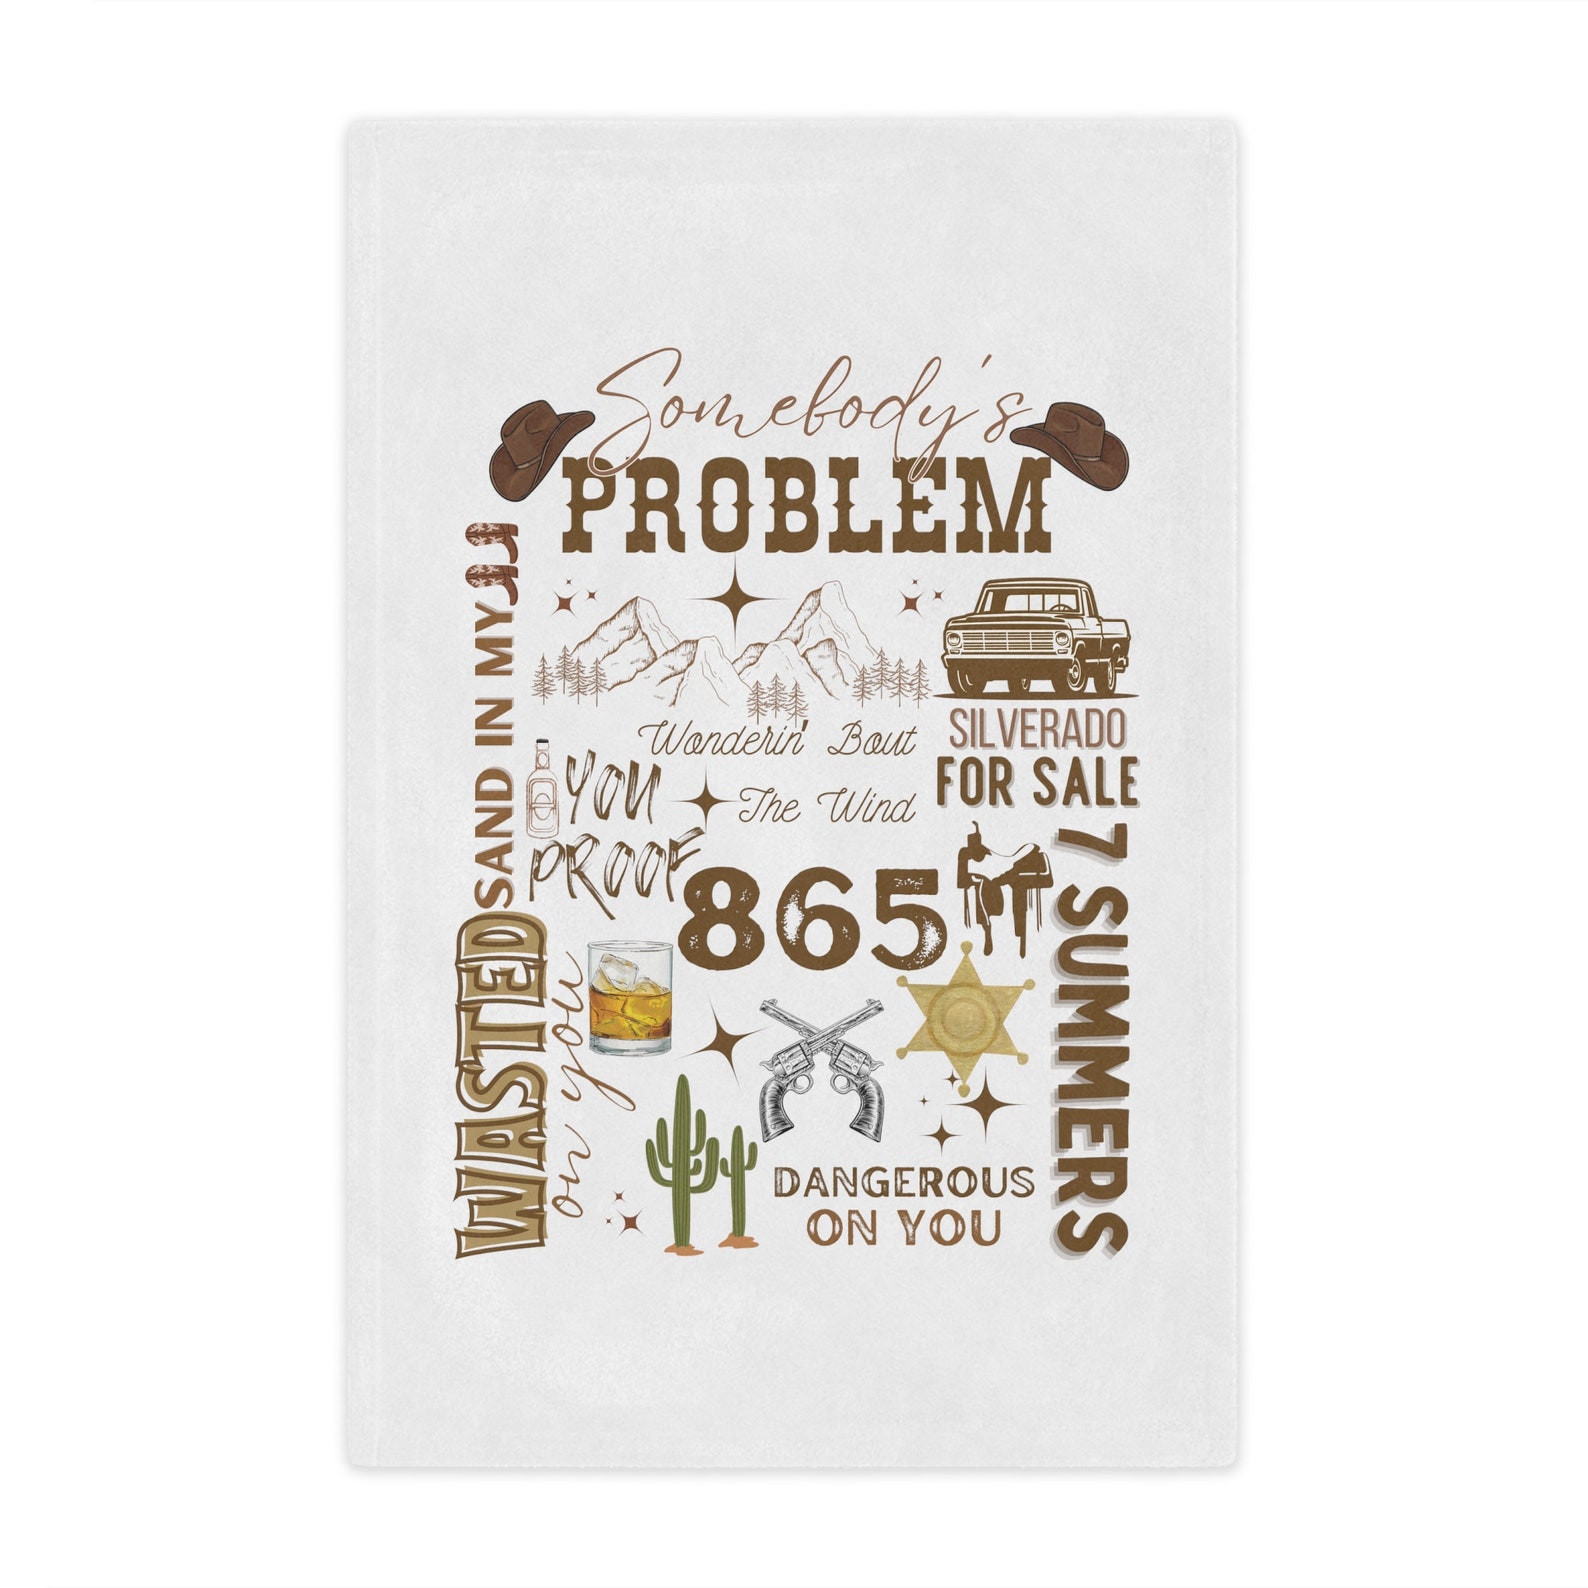 Somebody's
PROBLEM
SAND IN MY
Wonderin' Bout
The Wind
SILVERADO
FOR SALE
YOU
PROOF
865
7 SUMMERS
WASTED
on you
DANGEROUS
ON YOU